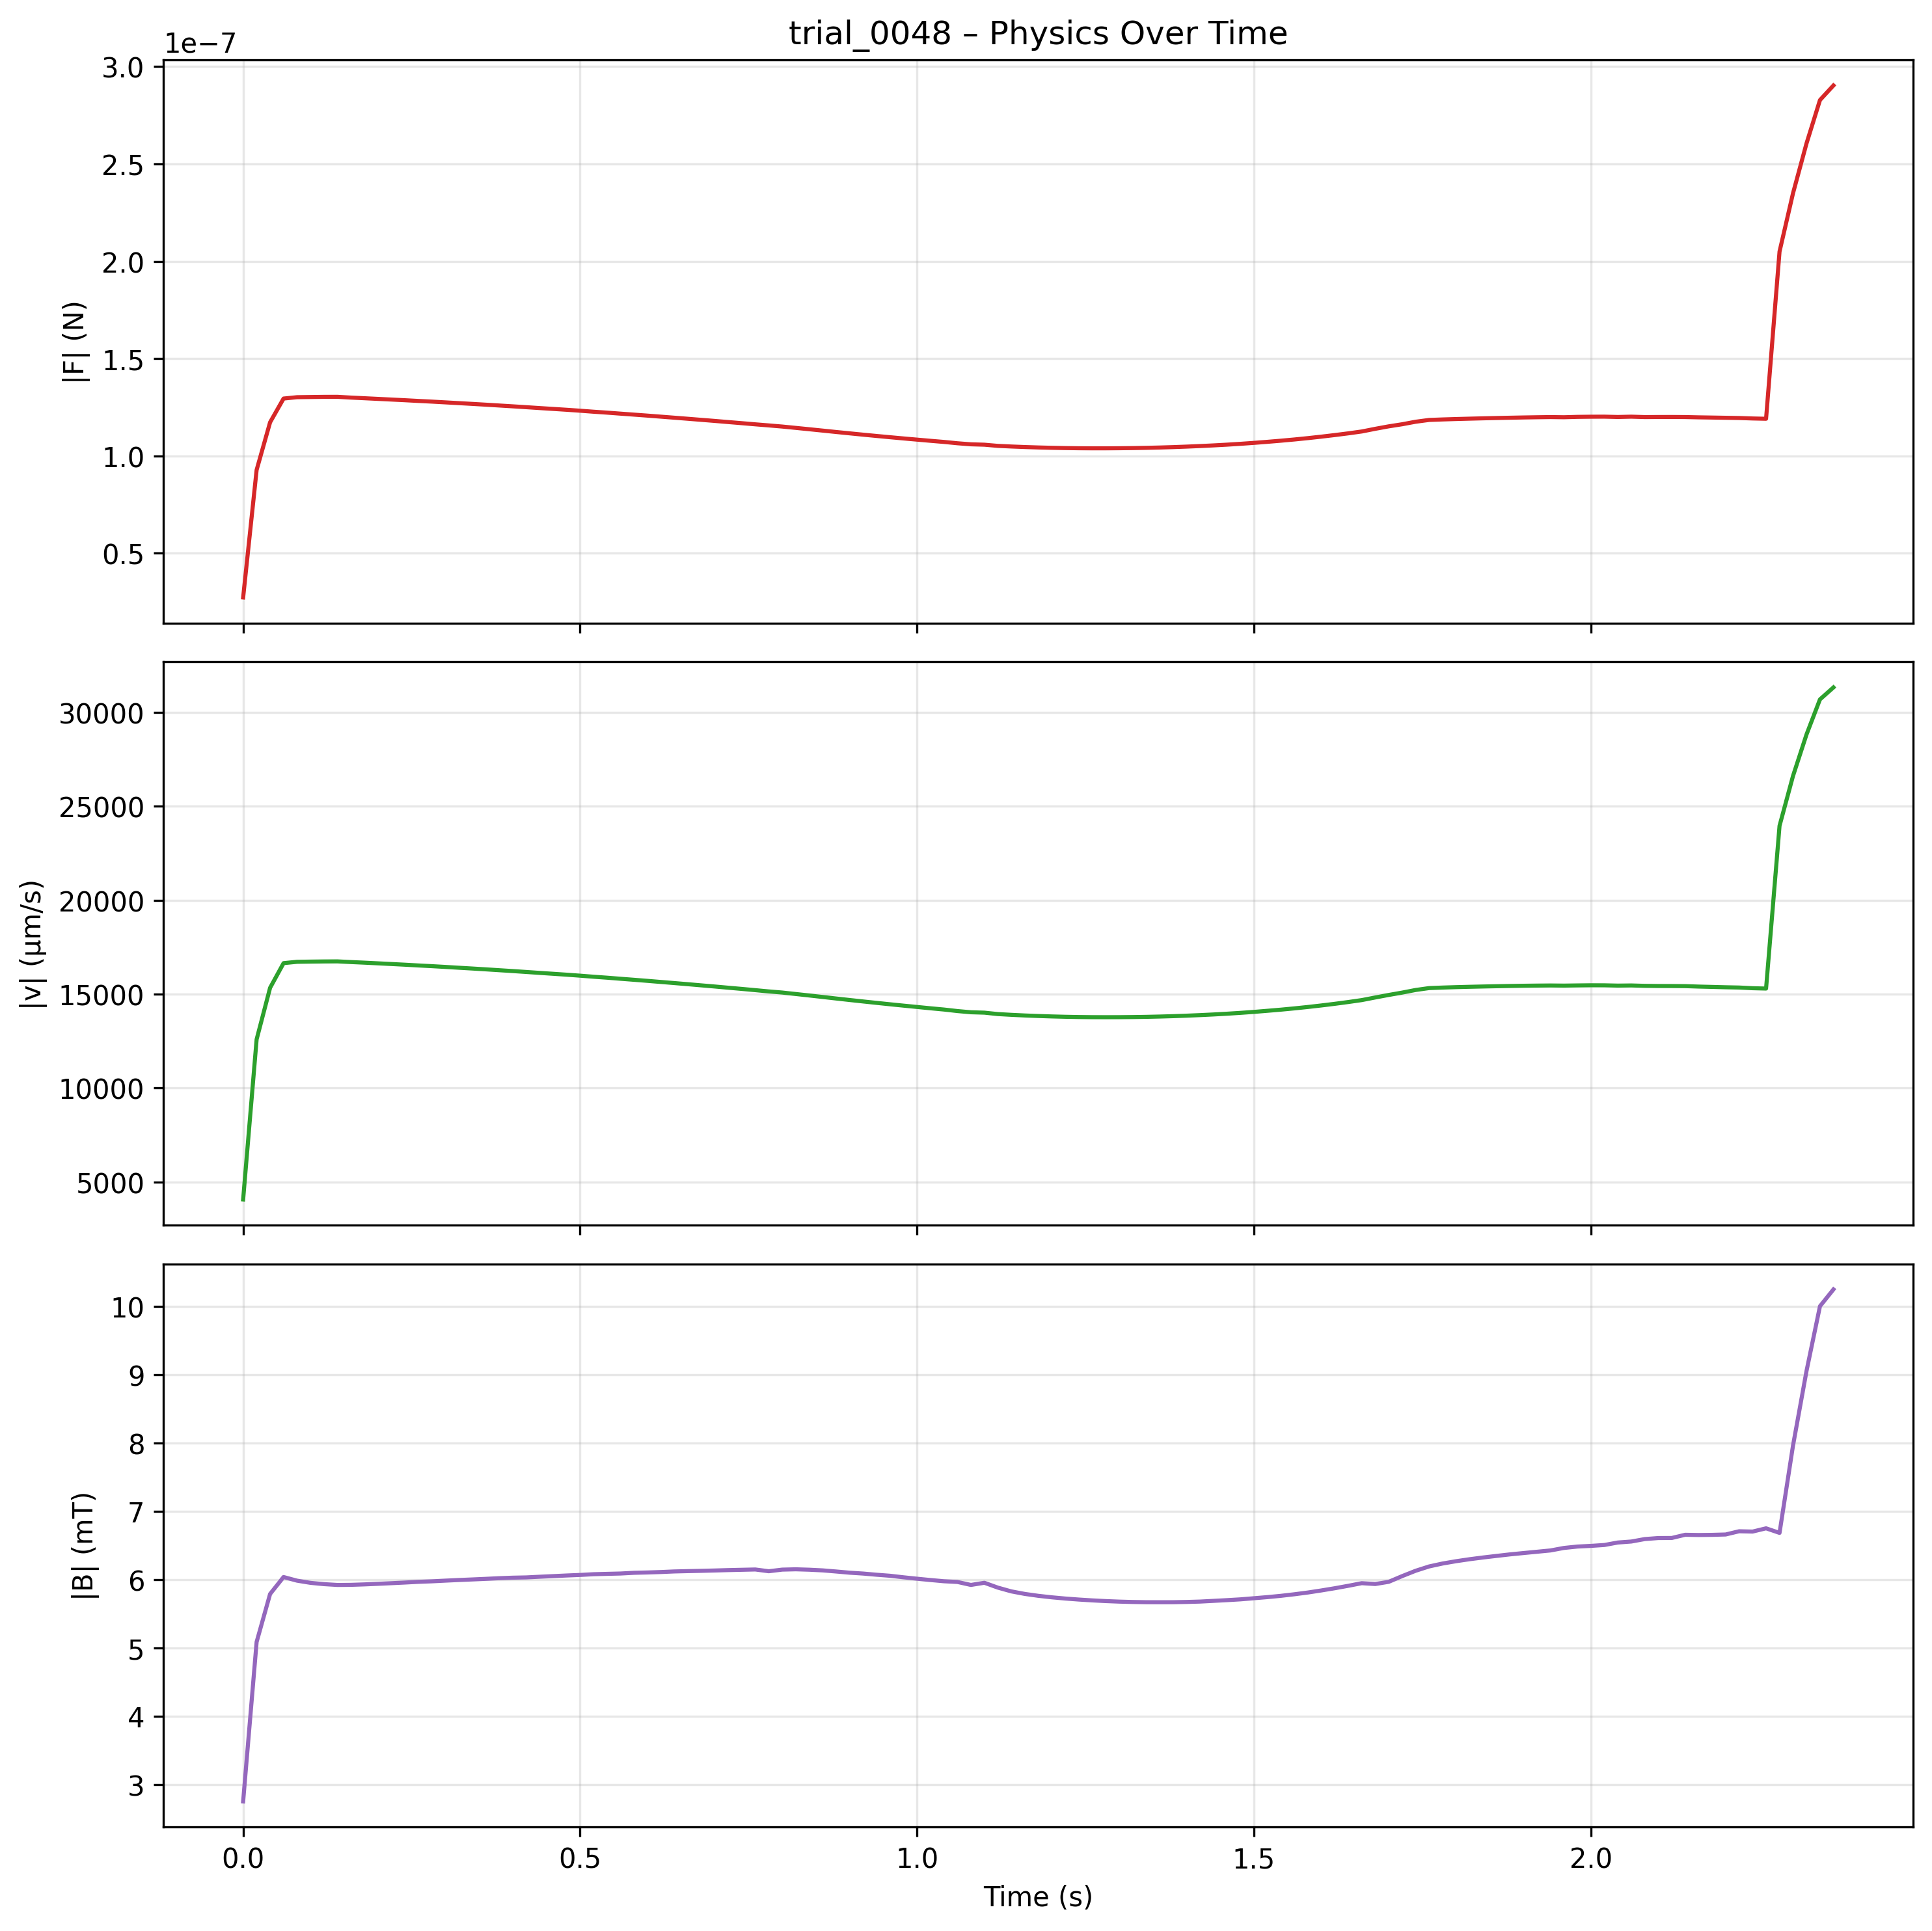 trial_0048 – Physics Over Time
1e−7
3.0
2.5
2.0
1.5
1.0
0.5
|F| (N)
30000
25000
20000
15000
10000
5000
|v| (µm/s)
10
9
8
7
6
5
4
3
|B| (mT)
0.0 0.5 1.0 1.5 2.0
Time (s)